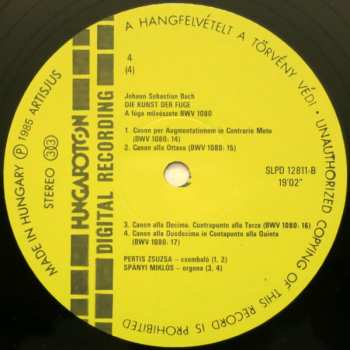 A HANGFELVÉTELT A TÖRVÉNY VÉDI · UNAUTHORIZED COPYING OF THIS RECORD IS PROHIBITED
MADE IN HUNGARY Ⓟ 1985 ARTISJUS
STEREO 33
HUNGAROTON
DIGITAL RECORDING
4
(4)
Johann Sebastian Bach
DIE KUNST DER FUGE
A fúga művészete BWV 1080
1. Canon per Augmentationem in Contrario Motu
(BWV 1080: 14)
2. Canon alla Ottava (BWV 1080: 15)
SLPD 12811-B
19'02"
3. Canon alla Decima. Contrapunto alla Terza (BWV 1080: 16)
4. Canon alla Duodecima in Contapunto alla Quinta
(BWV 1080: 17)
PERTIS ZSUZSA - csembaló (1, 2)
SPÁNYI MIKLÓS - orgona (3, 4)